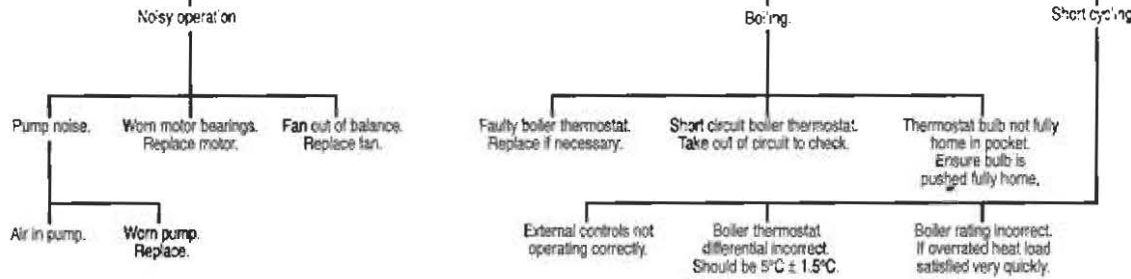 Noisy operation
Boiling.
Short cycling
Pump noise.
Worn motor bearings.
Replace motor.
Fan out of balance.
Replace fan.
Faulty boiler thermostat.
Replace if necessary.
Short circuit boiler thermostat.
Take out of circuit to check.
Thermostat bulb not fully
home in pocket.
Ensure bulb is
pushed fully home.
Air in pump.
Worn pump.
Replace.
External controls not
operating correctly.
Boiler thermostat
differential incorrect.
Should be 5°C ± 1.5°C.
Boiler rating incorrect.
If overrated heat load
satisfied very quickly.